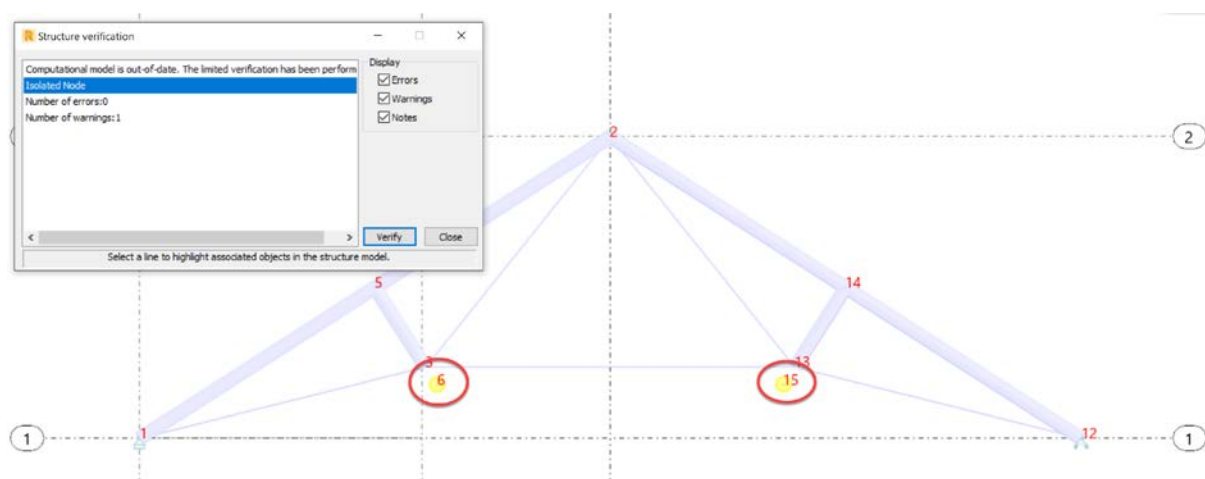 Structure verification
Display
Computational model is out-of-date. The limited verification has been perform
Errors
Isolated Node
Warnings
Number of errors:0
Number of warnings:1
Notes
2
2
Verify
Close
Select a line to highlight associated objects in the structure model.
5
14
3
13
6
15
1
1
12
1